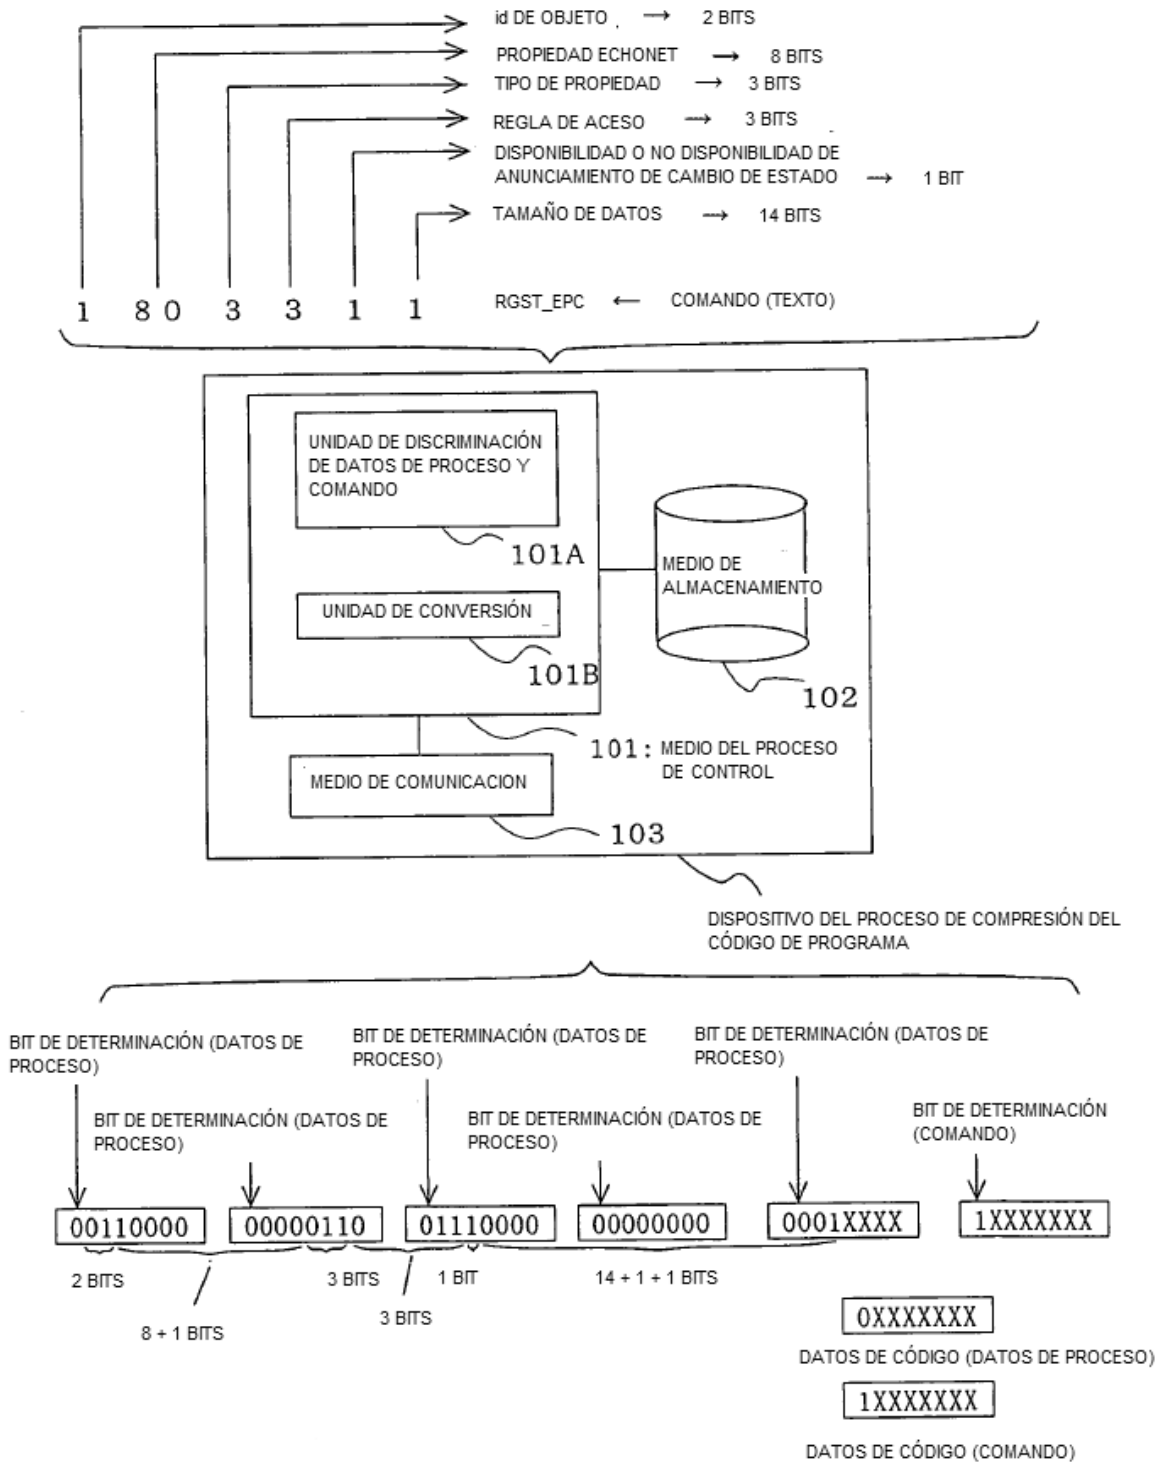 id DE OBJETO → 2 BITS
PROPIEDAD ECHONET → 8 BITS
TIPO DE PROPIEDAD → 3 BITS
REGLA DE ACESO → 3 BITS
DISPONIBILIDAD O NO DISPONIBILIDAD DE
ANUNCIAMIENTO DE CAMBIO DE ESTADO → 1 BIT
TAMAÑO DE DATOS → 14 BITS
1 80 3 3 1 1 RGST_EPC ← COMANDO (TEXTO)
UNIDAD DE DISCRIMINACIÓN
DE DATOS DE PROCESO Y
COMANDO
101A
UNIDAD DE CONVERSIÓN
101B
MEDIO DE
ALMACENAMIENTO
102
101: MEDIO DEL PROCESO
DE CONTROL
MEDIO DE COMUNICACION
103
DISPOSITIVO DEL PROCESO DE COMPRESIÓN DEL
CÓDIGO DE PROGRAMA
BIT DE DETERMINACIÓN (DATOS DE
PROCESO)
BIT DE DETERMINACIÓN (DATOS DE
PROCESO)
BIT DE DETERMINACIÓN (DATOS DE
PROCESO)
BIT DE DETERMINACIÓN (DATOS DE
PROCESO)
BIT DE DETERMINACIÓN (DATOS DE
PROCESO)
BIT DE DETERMINACIÓN
(COMANDO)
00110000 00000110 01110000 00000000 0001XXXX 1XXXXXXX
2 BITS
8 + 1 BITS
3 BITS
3 BITS
1 BIT
14 + 1 + 1 BITS
0XXXXXXX
DATOS DE CÓDIGO (DATOS DE PROCESO)
1XXXXXXX
DATOS DE CÓDIGO (COMANDO)